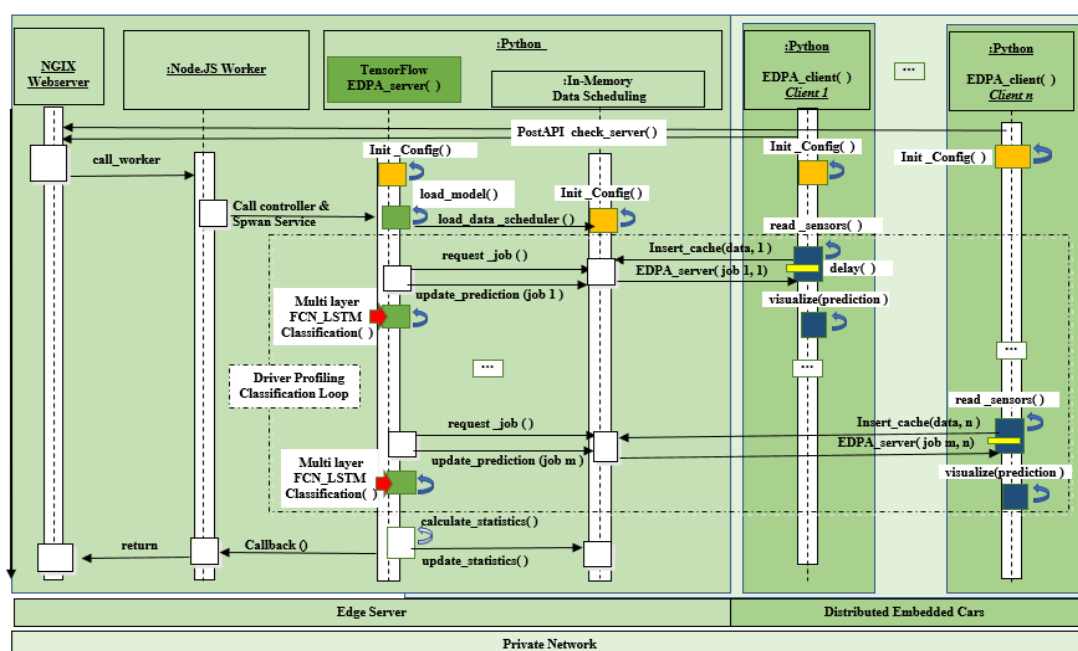 NGIX
Webserver
:Node.JS Worker
:Python
TensorFlow
EDPA_server( )
:In-Memory
Data Scheduling
:Python
EDPA_client( )
Client 1
...
:Python
EDPA_client( )
Client n
PostAPI check_server( )
call_worker
Init _Config( )
Init _Config( )
Init _Config( )
load_model()
Init _Config( )
Call controller &
Spwan Service
load_data _scheduler ( )
read _sensors( )
Insert_cache(data, 1 )
request _job ( )
EDPA_server( job 1, 1)
delay( )
update_prediction (job 1 )
visualize(prediction )
Multi layer
FCN_LSTM
Classification( )
...
...
...
Driver Profiling
Classification Loop
read _sensors( )
request _job ( )
Insert_cache(data, n )
EDPA_server( job m, n)
update_prediction (job m )
Multi layer
FCN_LSTM
Classification( )
visualize(prediction )
calculate_statistics( )
return
Callback ( )
update_statistics( )
Edge Server
Distributed Embedded Cars
Private Network